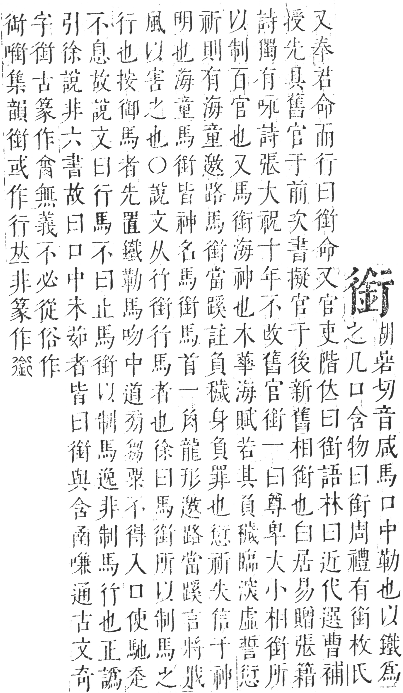 銜
胡嵒切音咸馬口中勒也以鐵爲
之凡口含物曰銜周禮有銜枚氏
又奉君命而行曰銜命又官吏階位曰銜語林曰近代選曹補
授先具舊官于前次書擬官于後新舊相銜也白居易贈張籍
詩獨有咏詩張大祝十年不改舊官銜一曰尊卑大小相銜所
以制百官也又馬銜海神也木華海賦若其負穢臨深虛誓愆
祈則有海童邀路馬銜當蹊註負穢身負罪也愆祈失信于神
明也海童馬銜皆神名馬銜馬首一角龍形邀路當蹊言將
風以害之也○說文从行銜行馬者也徐曰馬銜所以制馬之
行也按御馬者先置鐵勒馬吻中道旁芻粟不得入口使馳走
不息故說文曰行馬不曰止馬銜以制馬逸非制馬行也正譌
引徐說非六書故曰口中未茹者皆曰銜與含函嗛通古文奇
字銜古篆作無義不必從俗作
集韻銜或作行𠀤非篆作